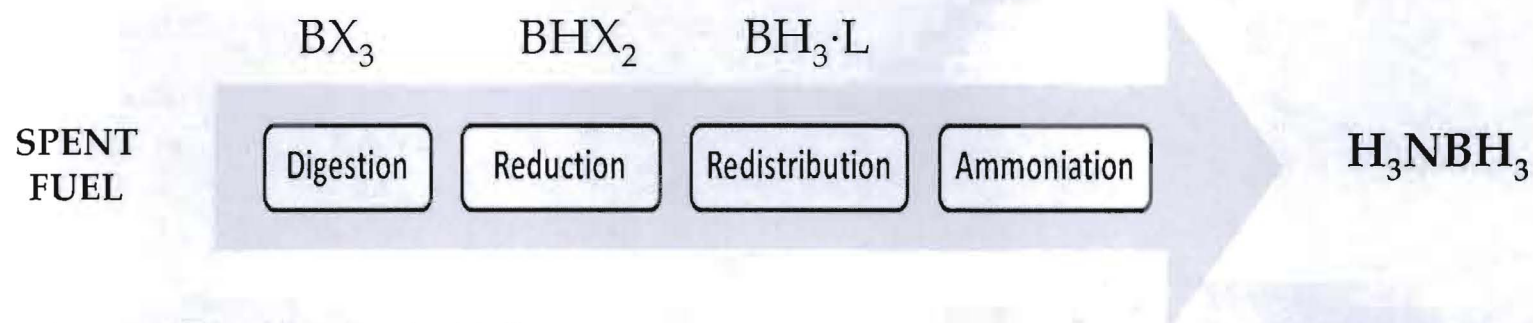 BX₃ BHX₂ BH₃·L
SPENT
FUEL
Digestion Reduction Redistribution Ammoniation
H₃NBH₃